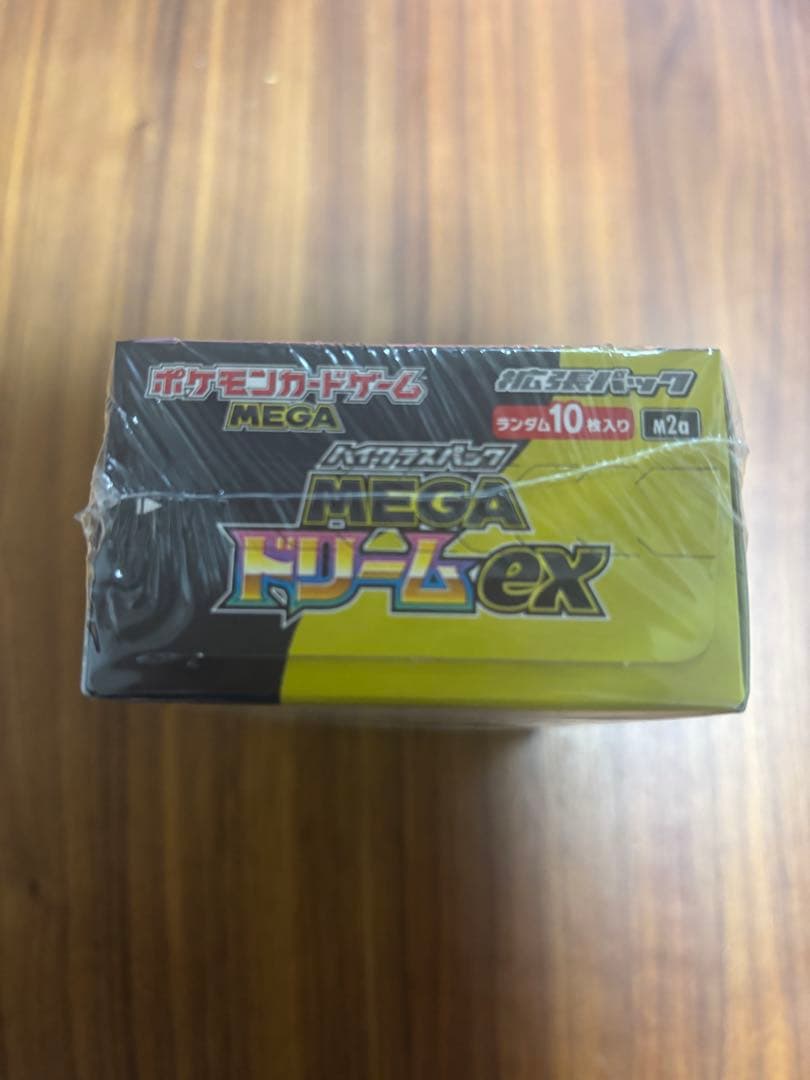 ポケモンカードゲーム
MEGA
拡張パック
ランダム10枚入り
M2a
ハイクラスパック
MEGA
ドリームex